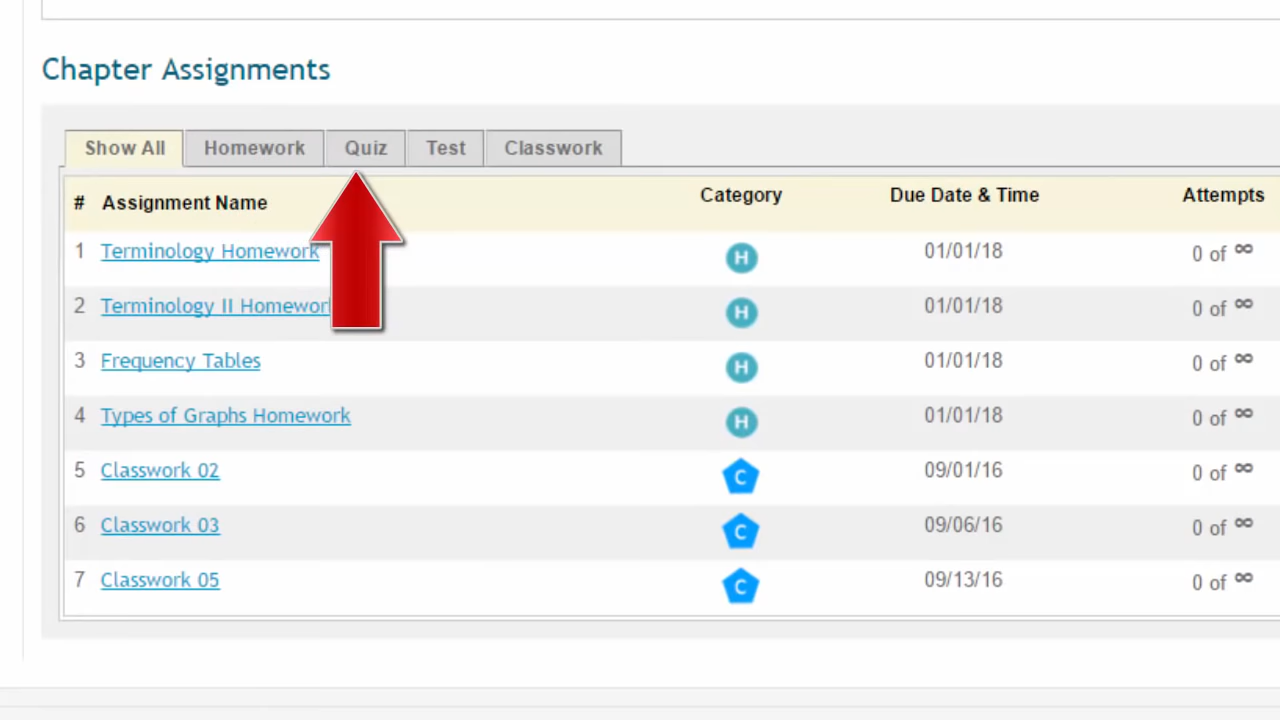 Chapter Assignments
Show All Homework Quiz Test Classwork
# Assignment Name Category Due Date & Time Attempts
1 Terminology Homework H 01/01/18 0 of ∞
2 Terminology II Homework H 01/01/18 0 of ∞
3 Frequency Tables H 01/01/18 0 of ∞
4 Types of Graphs Homework H 01/01/18 0 of ∞
5 Classwork 02 C 09/01/16 0 of ∞
6 Classwork 03 C 09/06/16 0 of ∞
7 Classwork 05 C 09/13/16 0 of ∞